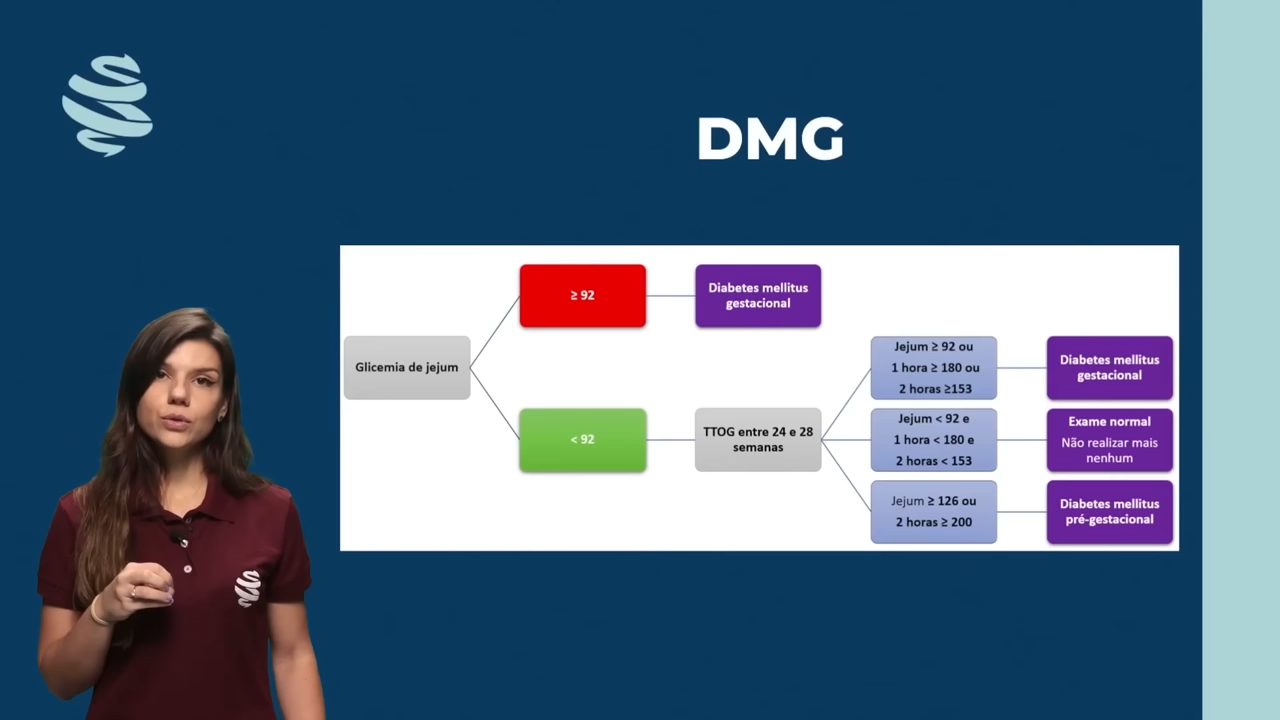 DMG
Glicemia de jejum
≥ 92
Diabetes mellitus
gestacional
< 92
TTOG entre 24 e 28
semanas
Jejum ≥ 92 ou
1 hora ≥ 180 ou
2 horas ≥153
Diabetes mellitus
gestacional
Jejum < 92 e
1 hora < 180 e
2 horas < 153
Exame normal
Não realizar mais
nenhum
Jejum ≥ 126 ou
2 horas ≥ 200
Diabetes mellitus
pré-gestacional